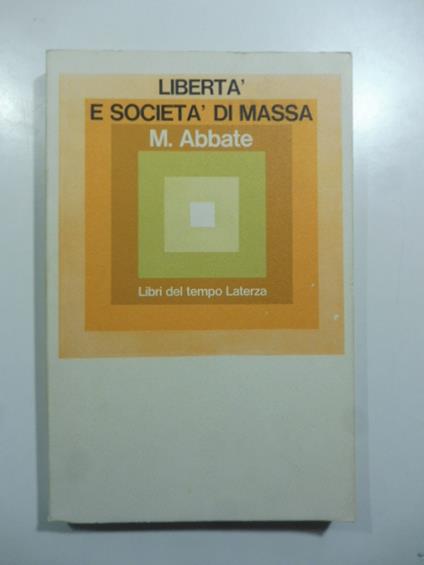 LIBERTA'
E SOCIETA' DI MASSA
M. Abbate
Libri del tempo Laterza